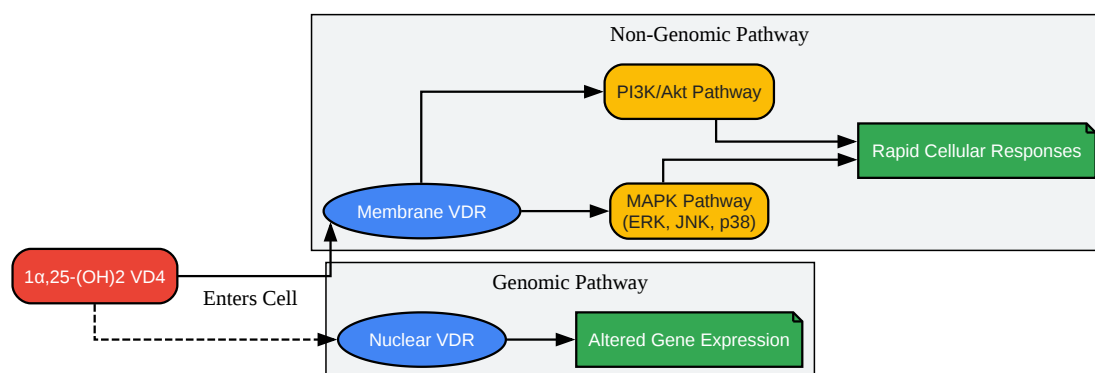 Non-Genomic Pathway
PI3K/Akt Pathway
Rapid Cellular Responses
Membrane VDR
MAPK Pathway
(ERK, JNK, p38)
1α,25-(OH)2 VD4
Enters Cell
Genomic Pathway
Nuclear VDR
Altered Gene Expression